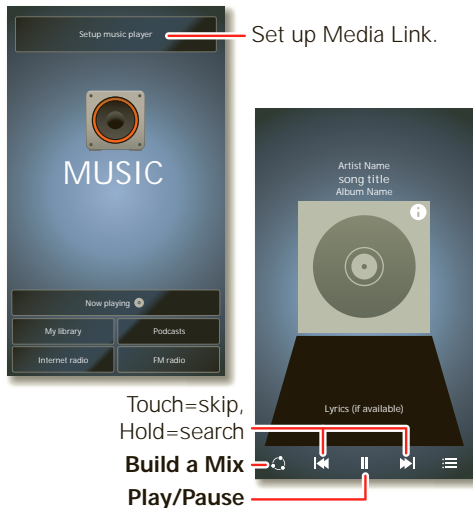 Setup music player
Set up Media Link.
MUSIC
Now playing
My library
Podcasts
Internet radio
FM radio
Artist Name
song title
Album Name
i
Lyrics (if available)
Touch=skip,
Hold=search
Build a Mix
Play/Pause